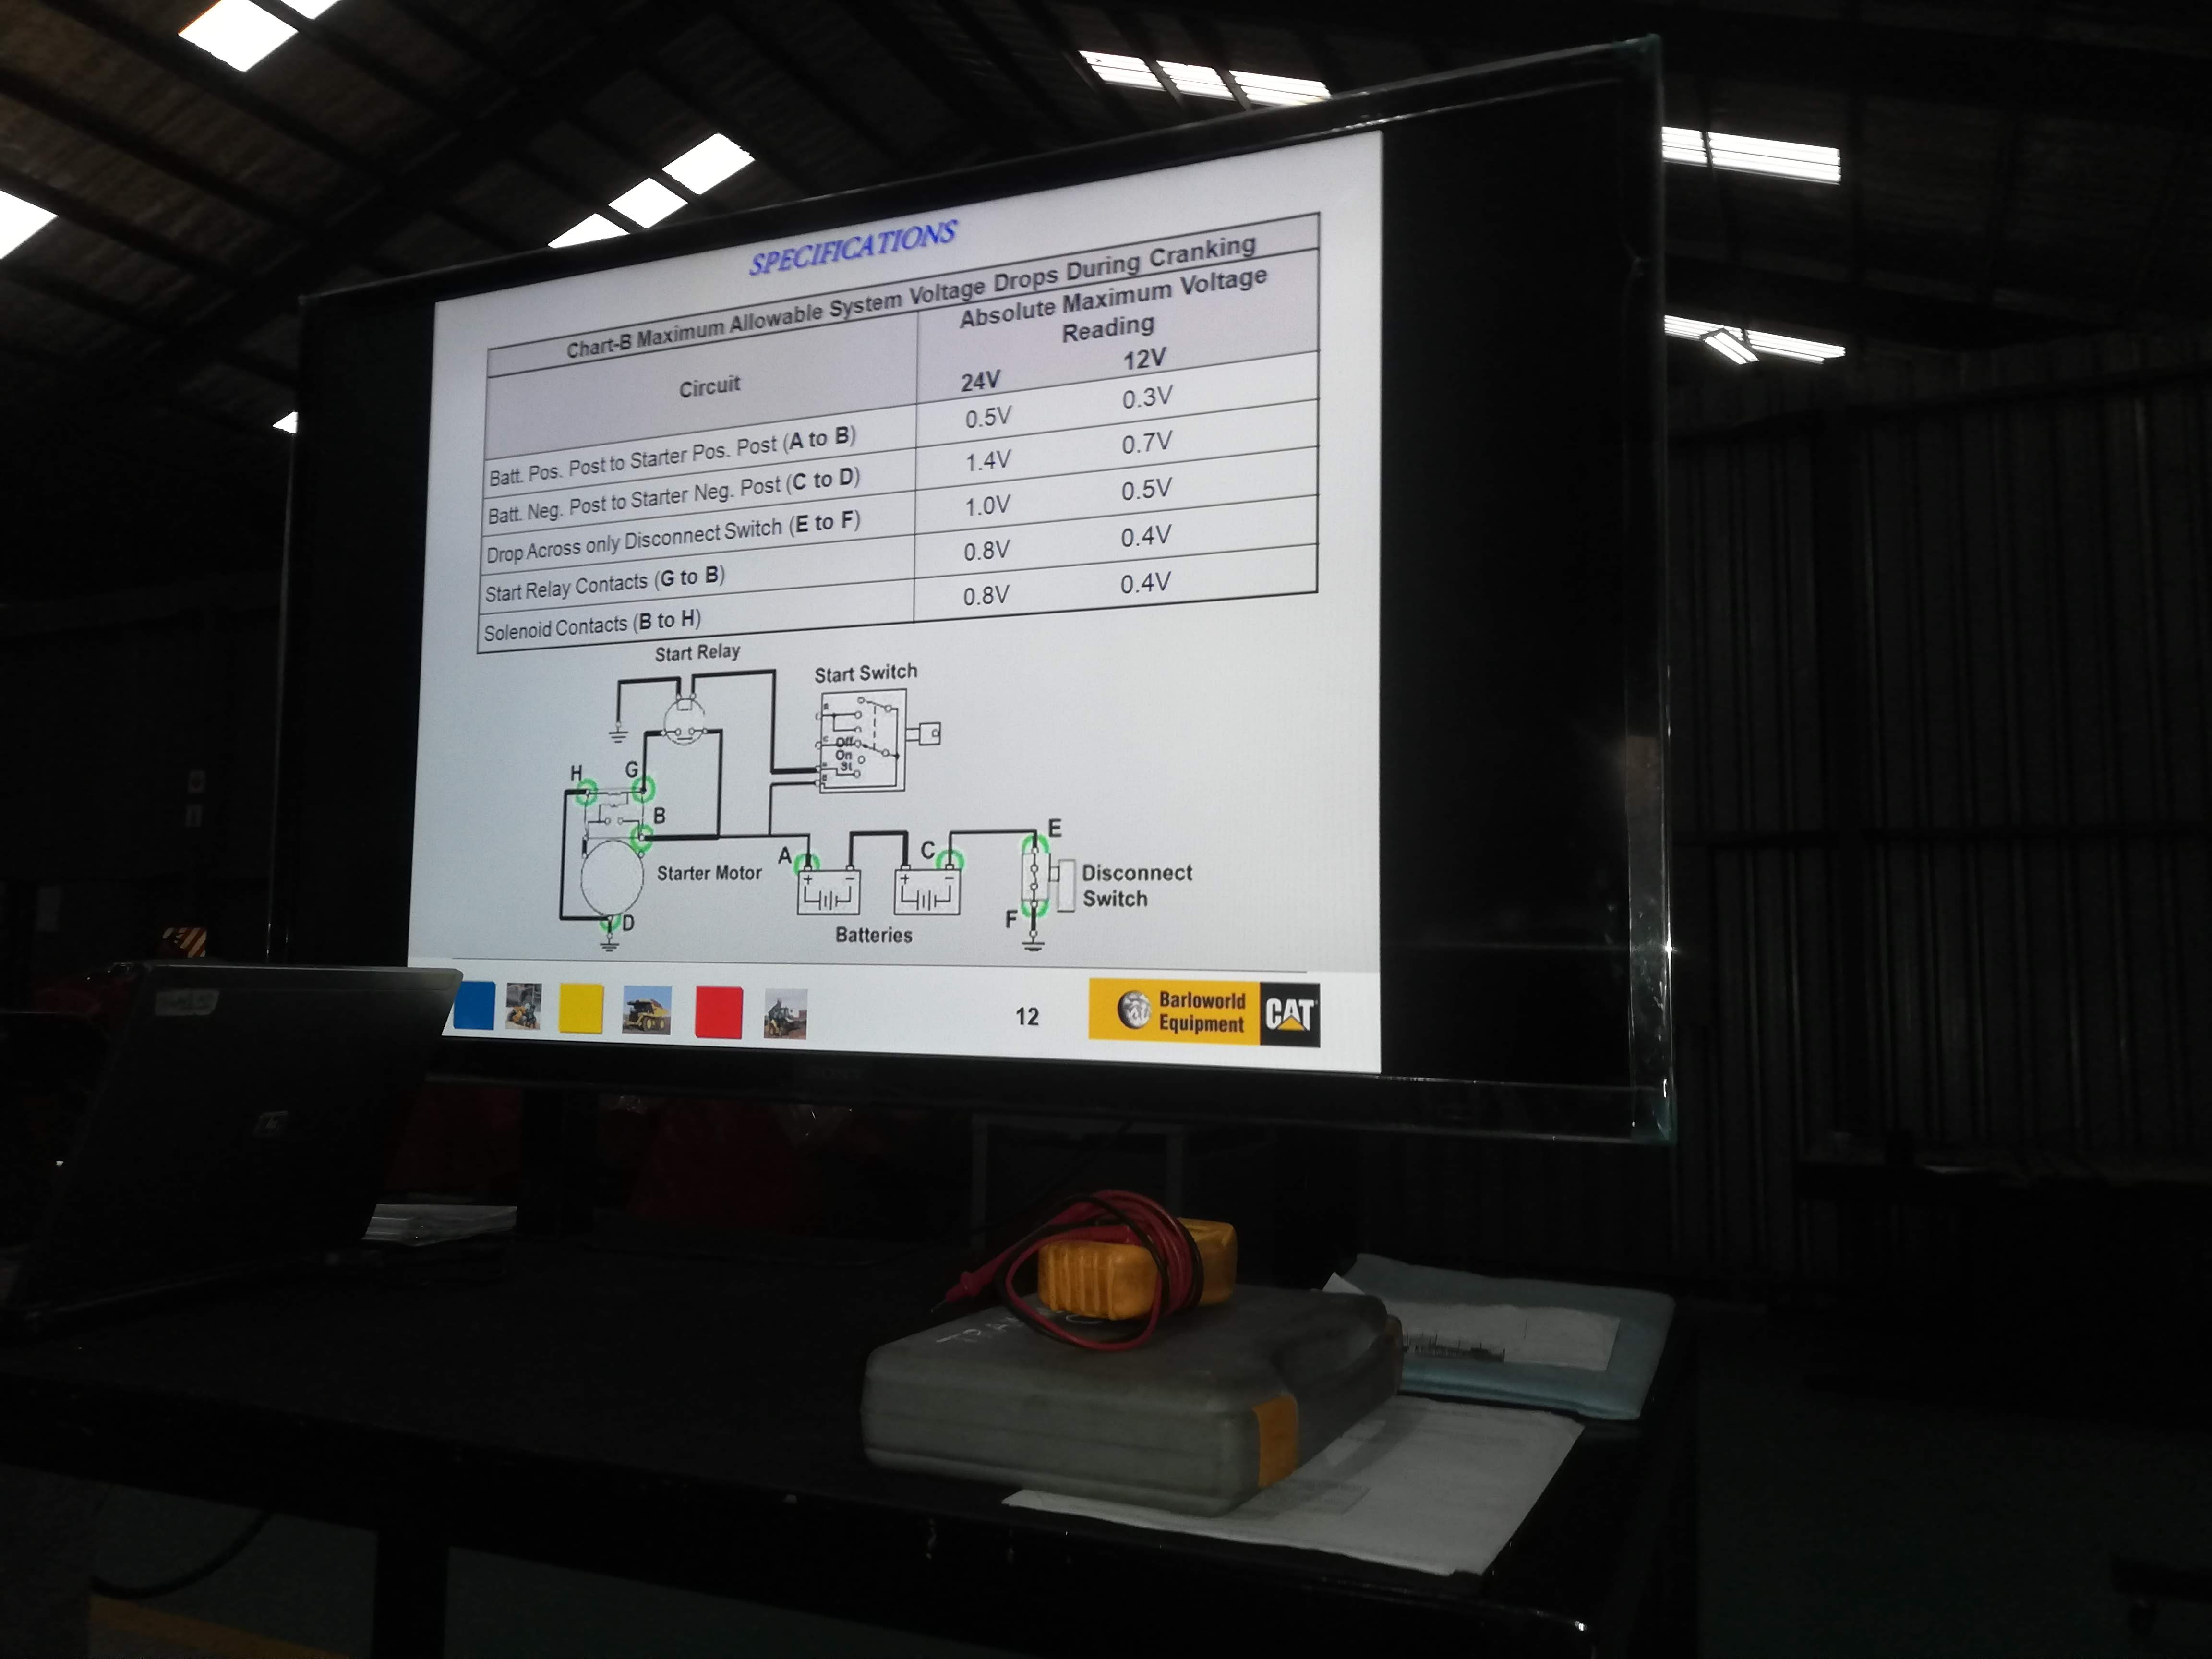 SPECIFICATIONS
Chart-B Maximum Allowable System Voltage Drops During Cranking
Circuit
Absolute Maximum Voltage
Reading
24V 12V
Batt. Pos. Post to Starter Pos. Post (A to B) 0.5V 0.3V
Batt. Neg. Post to Starter Neg. Post (C to D) 1.4V 0.7V
Drop Across only Disconnect Switch (E to F) 1.0V 0.5V
Start Relay Contacts (G to B) 0.8V 0.4V
Solenoid Contacts (B to H) 0.8V 0.4V
Start Relay
Start Switch
Off
On
St
H G
B
A
C
E
Starter Motor
Disconnect
Switch
F
D
Batteries
12
Barloworld
Equipment
CAT